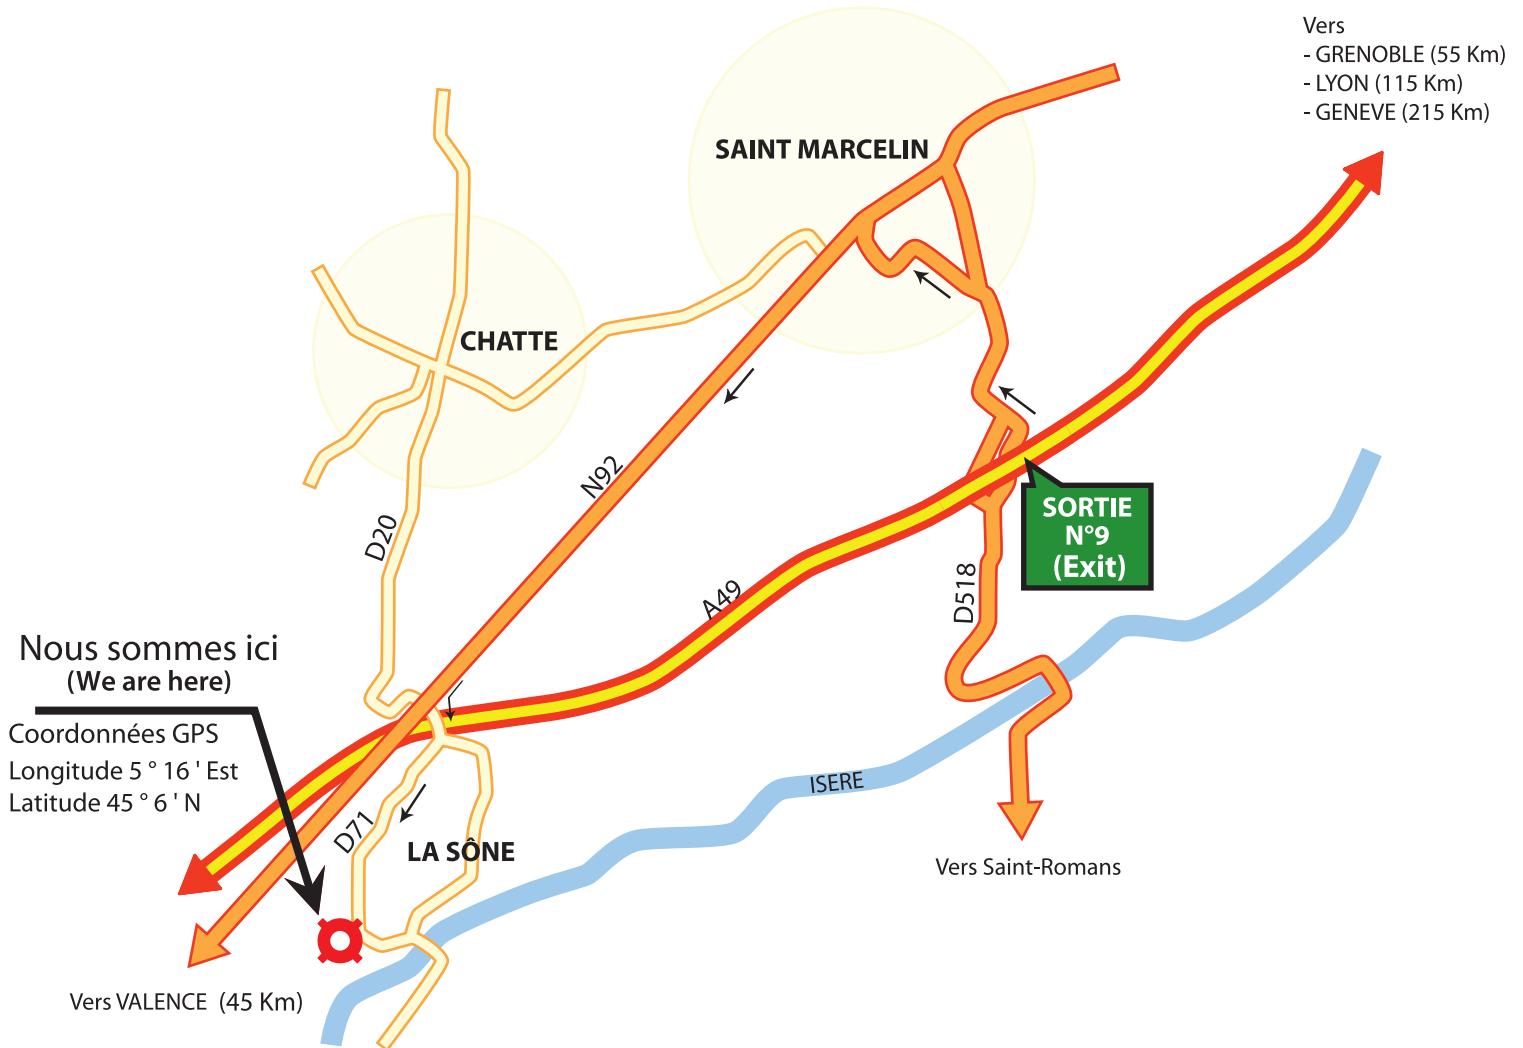 Vers
- GRENOBLE (55 Km)
- LYON (115 Km)
- GENEVE (215 Km)
SAINT MARCELIN
CHATTE
N92
D20
SORTIE
N°9
(Exit)
D518
A49
Nous sommes ici
(We are here)
Coordonnées GPS
Longitude 5 ° 16 ' Est
Latitude 45 ° 6 ' N
ISERE
D71
LA SÔNE
Vers Saint-Romans
Vers VALENCE (45 Km)